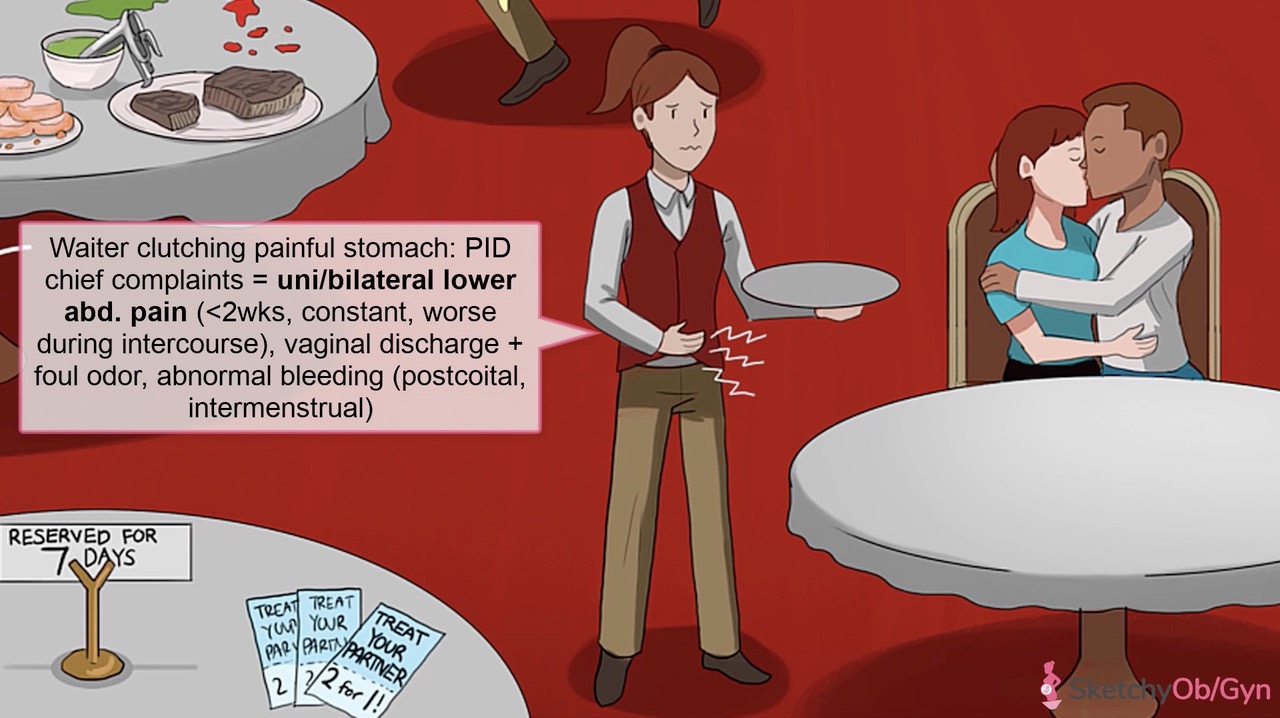 Waiter clutching painful stomach: PID
chief complaints = uni/bilateral lower
abd. pain (<2wks, constant, worse
during intercourse), vaginal discharge +
foul odor, abnormal bleeding (postcoital,
intermenstrual)
RESERVED FOR
7 DAYS
TREAT
YOUR
PAR
2
TREAT
YOUR
PARTN
2
TREAT
YOUR
PARTNER
2 for 1!
SketchyOb/Gyn